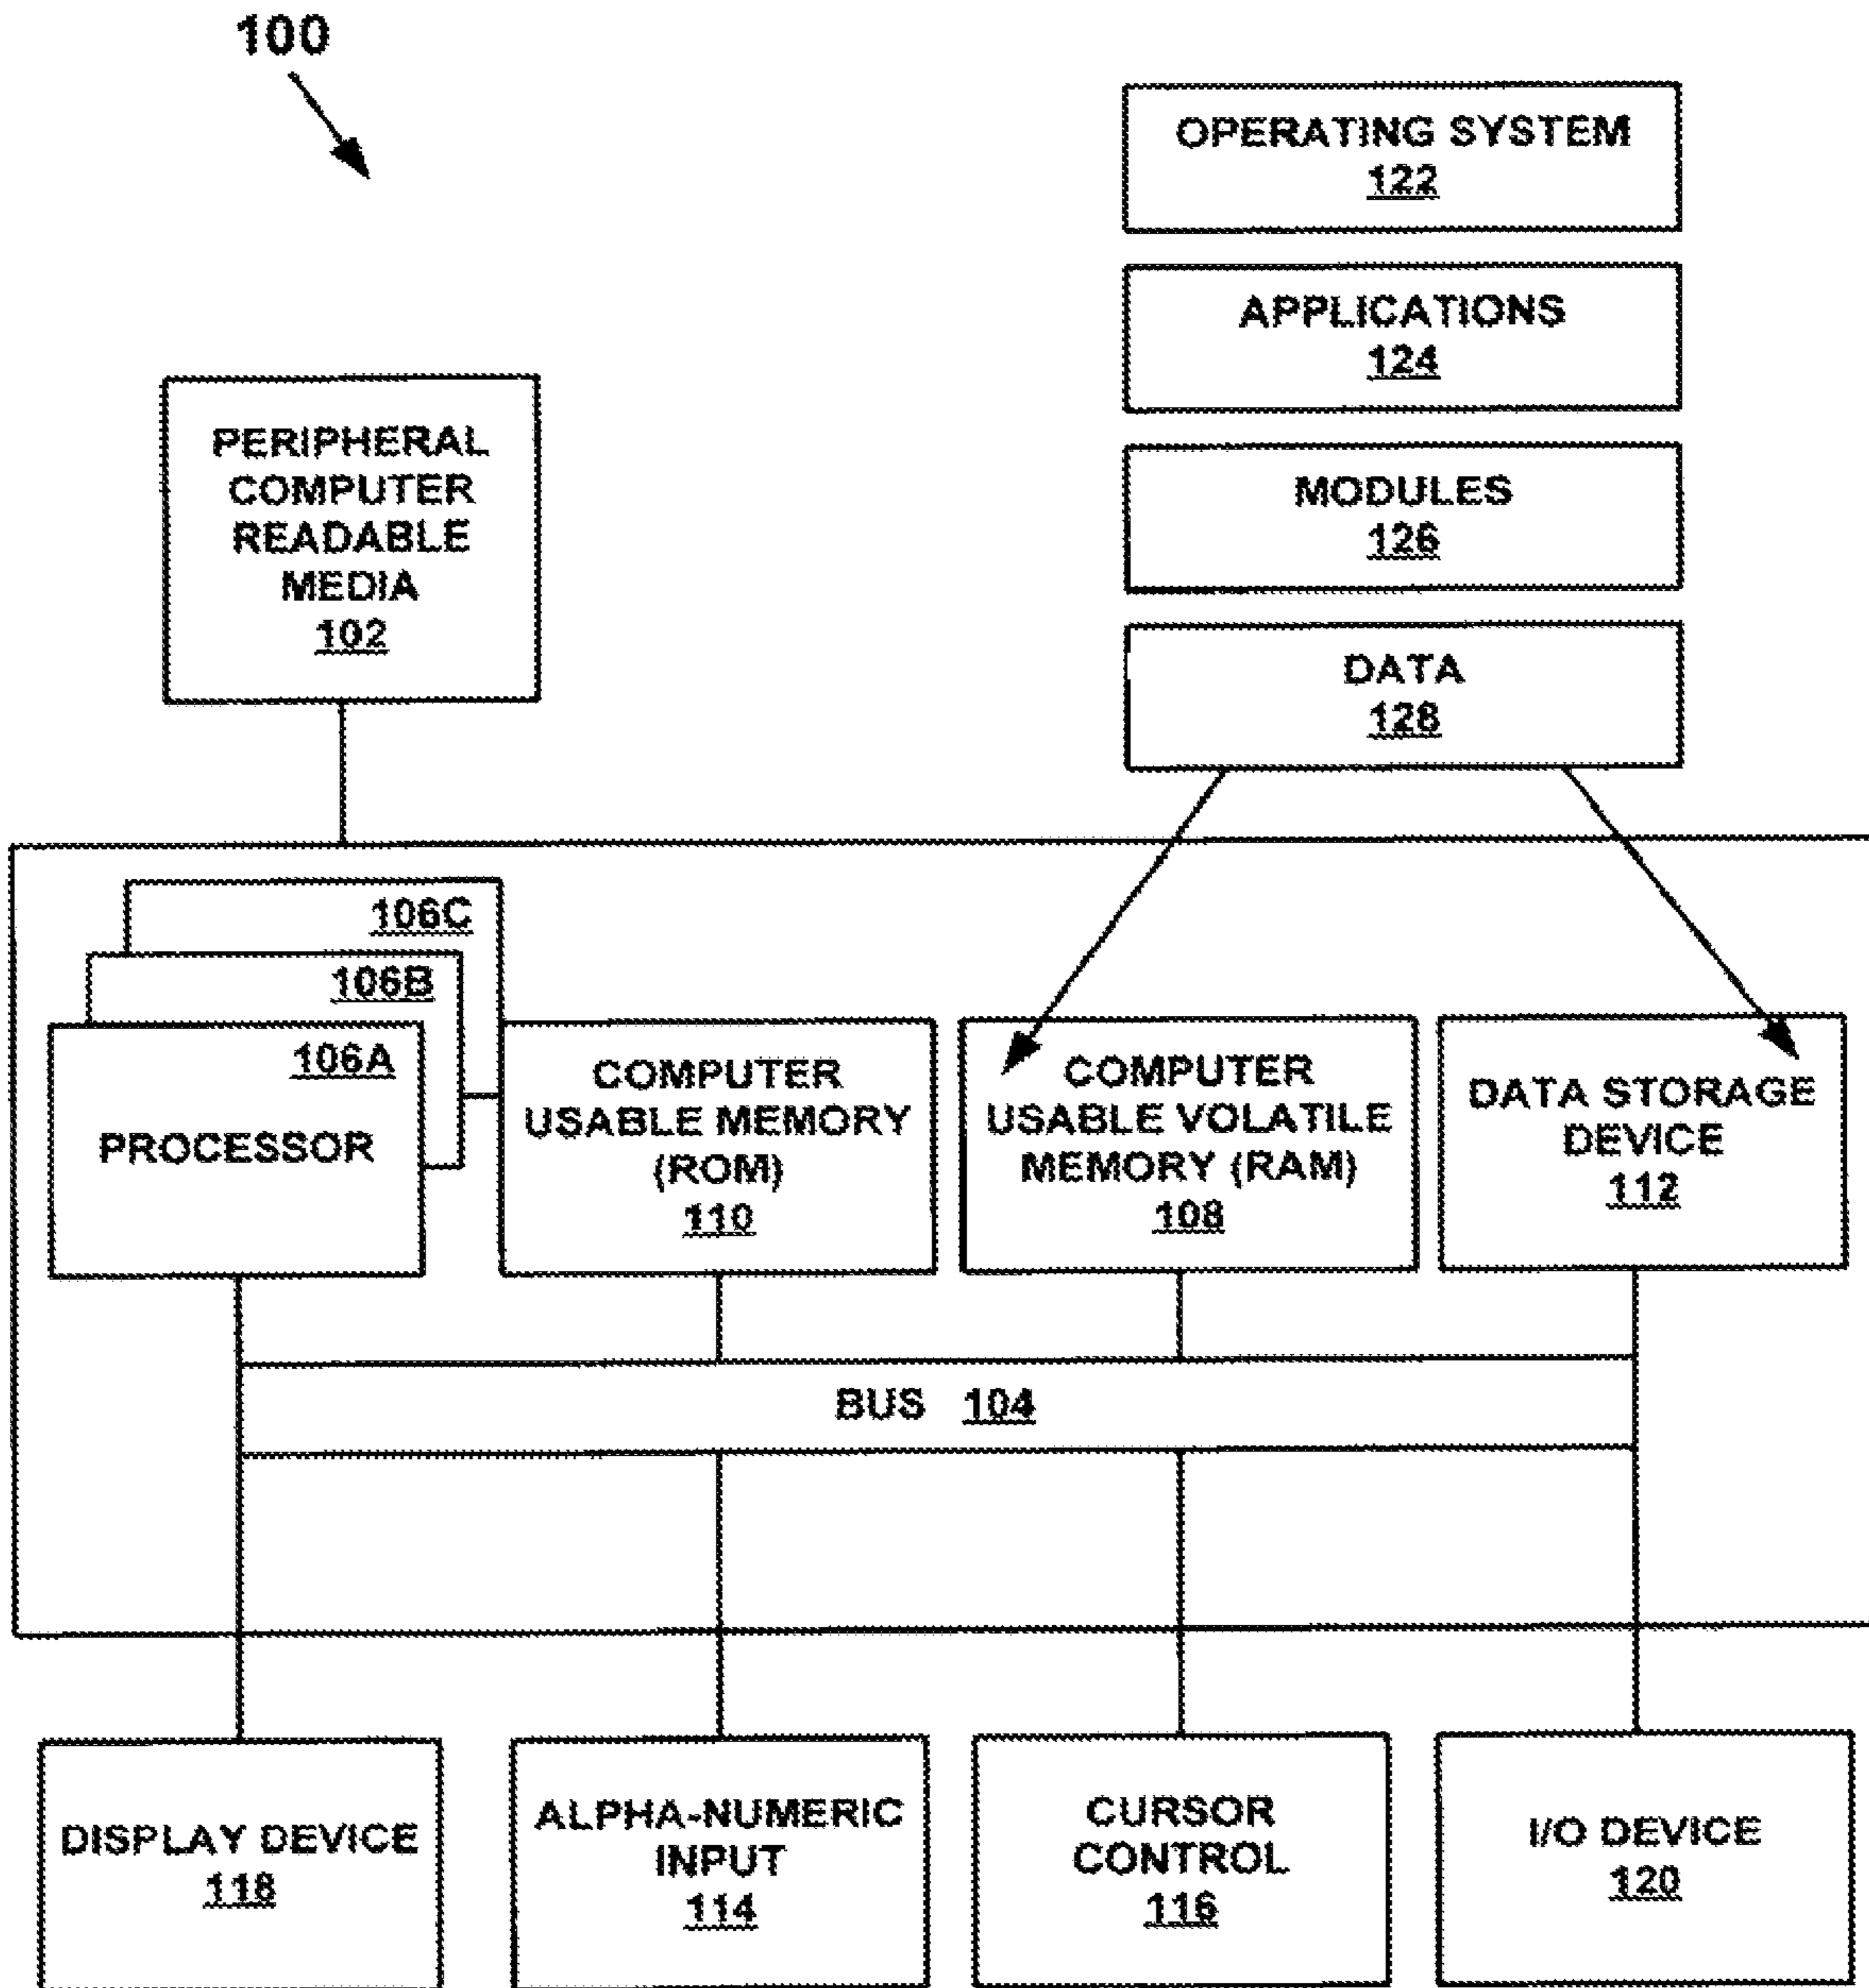 100
OPERATING SYSTEM
122
APPLICATIONS
124
PERIPHERAL
COMPUTER
READABLE
MEDIA
102
MODULES
126
DATA
128
106C
106B
106A
PROCESSOR
COMPUTER
USABLE MEMORY
(ROM)
110
COMPUTER
USABLE VOLATILE
MEMORY (RAM)
108
DATA STORAGE
DEVICE
112
BUS 104
DISPLAY DEVICE
118
ALPHA-NUMERIC
INPUT
114
CURSOR
CONTROL
116
I/O DEVICE
120